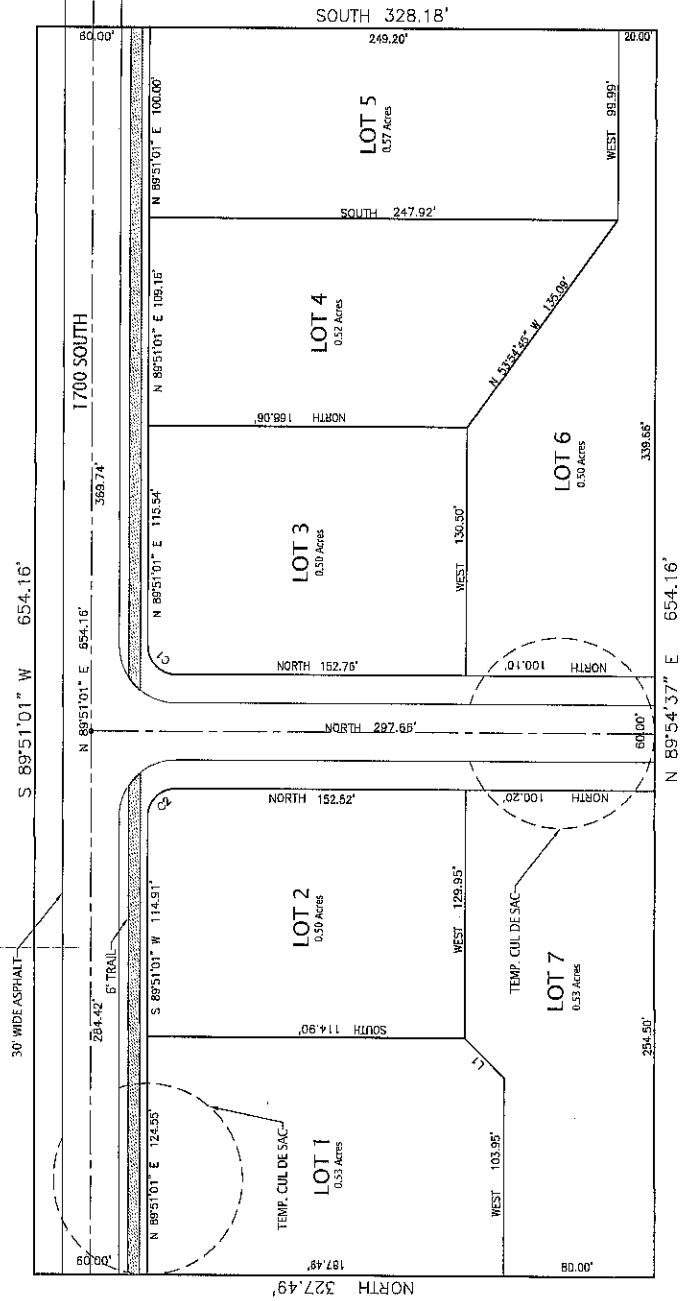 SOUTH 328.18'
60.00'
249.20'
20.00'
N 89°51'01" E 100.00'
LOT 5
0.57 Acres
WEST 99.99'
SOUTH 247.92'
1700 SOUTH
N 89°51'01" E 109.16'
LOT 4
0.52 Acres
N 53°54'45" W 135.09'
NORTH 168.06'
369.74'
LOT 6
0.50 Acres
339.66'
N 89°51'01" E 115.54'
LOT 3
0.50 Acres
WEST 130.50'
S 89°51'01" W 654.16'
N 89°51'01" E 654.16'
C1
NORTH 152.76'
NORTH 100.10'
NORTH 297.66'
60.00'
N 89°54'37" E 654.16'
C2
NORTH 152.52'
NORTH 100.20'
30' WIDE ASPHALT
6' TRAIL
S 89°51'01" W 114.91'
LOT 2
0.50 Acres
WEST 129.95'
TEMP. CUL DE SAC
LOT 7
0.53 Acres
284.42'
SOUTH 114.90'
L1
254.50'
N 89°51'01" E 124.55'
TEMP. CUL DE SAC
LOT 1
0.53 Acres
WEST 103.95'
60.00'
187.49'
80.00'
NORTH 327.49'